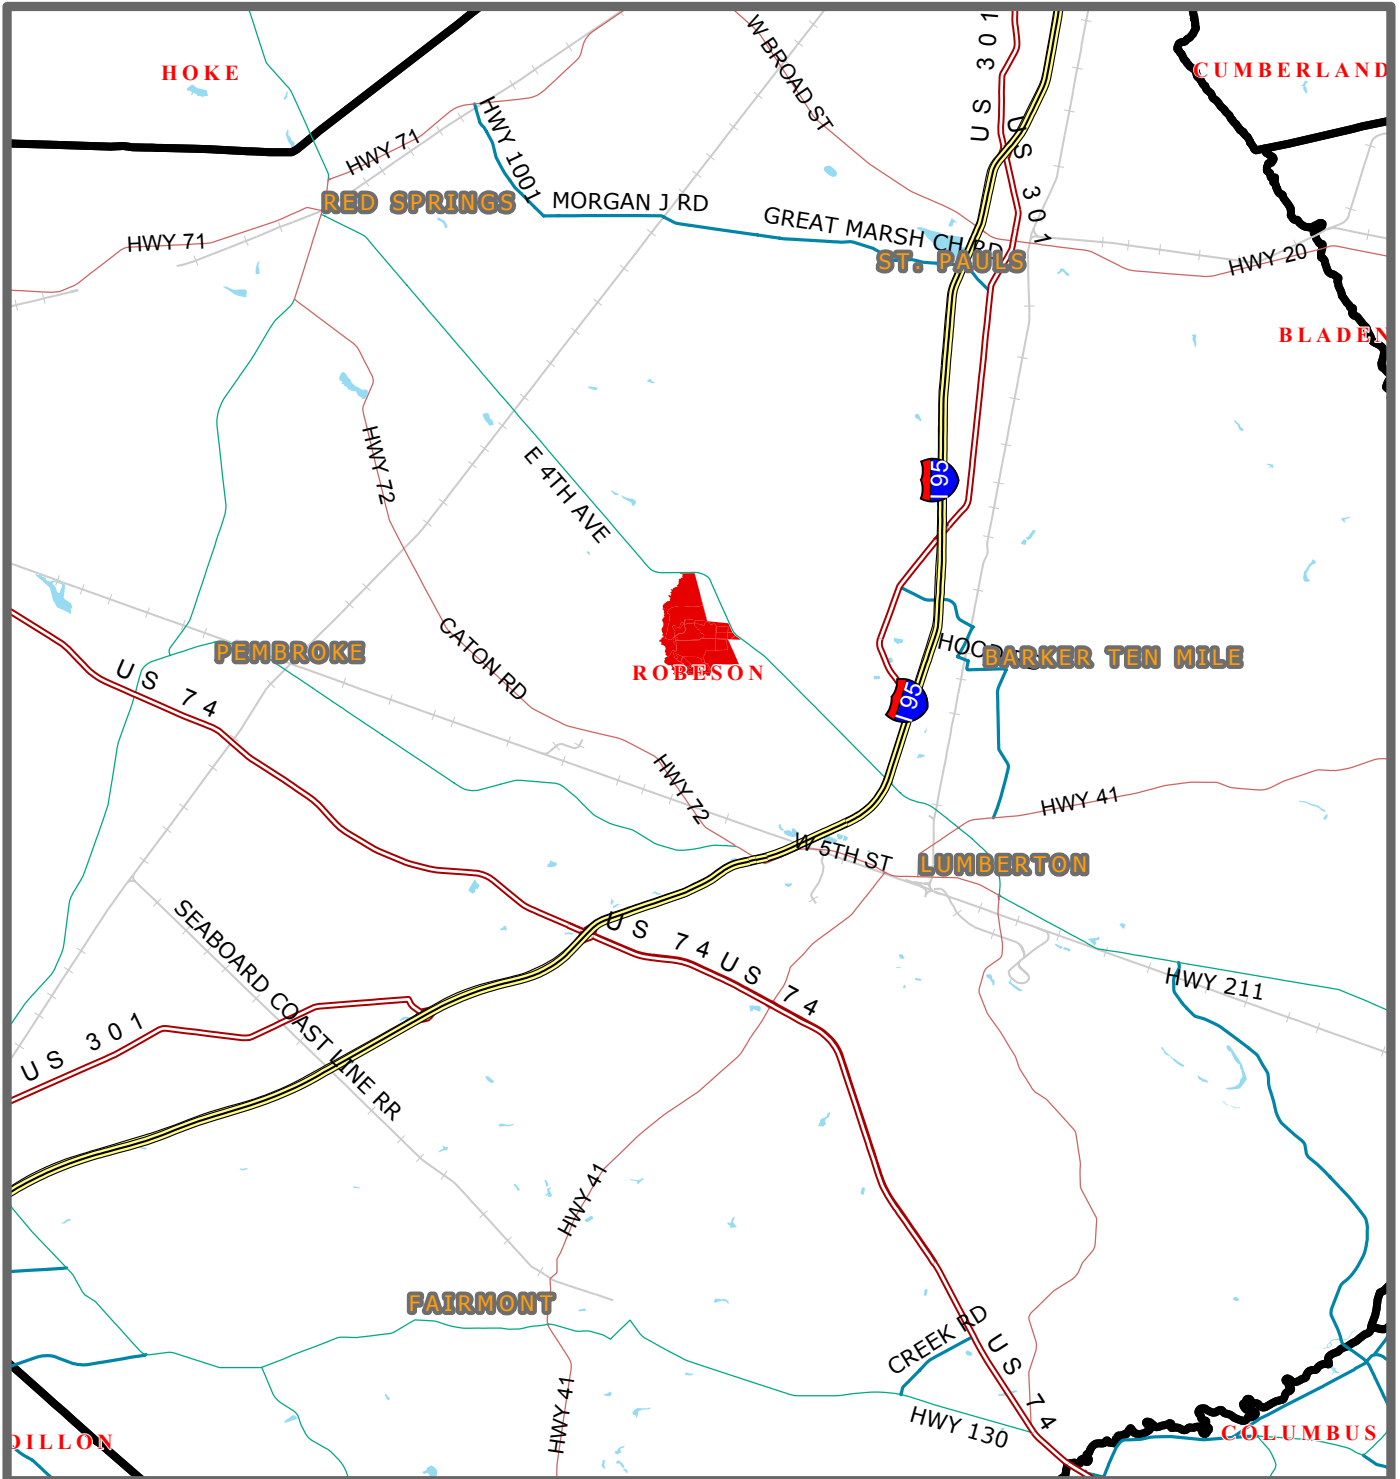 US 301
W BROAD ST
HOKE
CUMBERLAND
HWY 71
HWY 1001
US 301
RED SPRINGS
MORGAN J RD
GREAT MARSH CH RD
HWY 71
ST. PAULS
HWY 20
BLADEN
HWY 72
E 4TH AVE
I 95
PEMBROKE
CATON RD
ROBESON
BARKER TEN MILE
US 74
I 95
HWY 72
HWY 41
W 5TH ST
LUMBERTON
SEABOARD COAST LINE RR
US 74
US 74
HWY 211
US 301
HWY 41
FAIRMONT
CREEK RD
US 74
HWY 41
HWY 130
DILLON
COLUMBUS